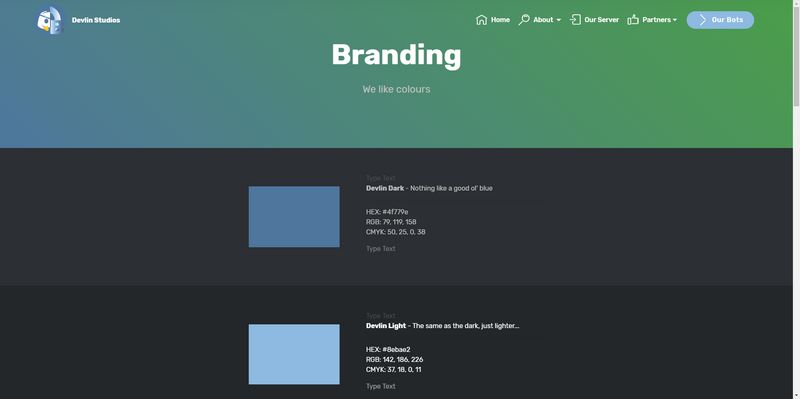 Devlin Studios
Home
About
Our Server
Partners
Our Bots
Branding
We like colours
Type Text
Devlin Dark - Nothing like a good ol' blue
HEX: #4f779e
RGB: 79, 119, 158
CMYK: 50, 25, 0, 38
Type Text
Type Text
Devlin Light - The same as the dark, just lighter...
HEX: #8ebae2
RGB: 142, 186, 226
CMYK: 37, 18, 0, 11
Type Text